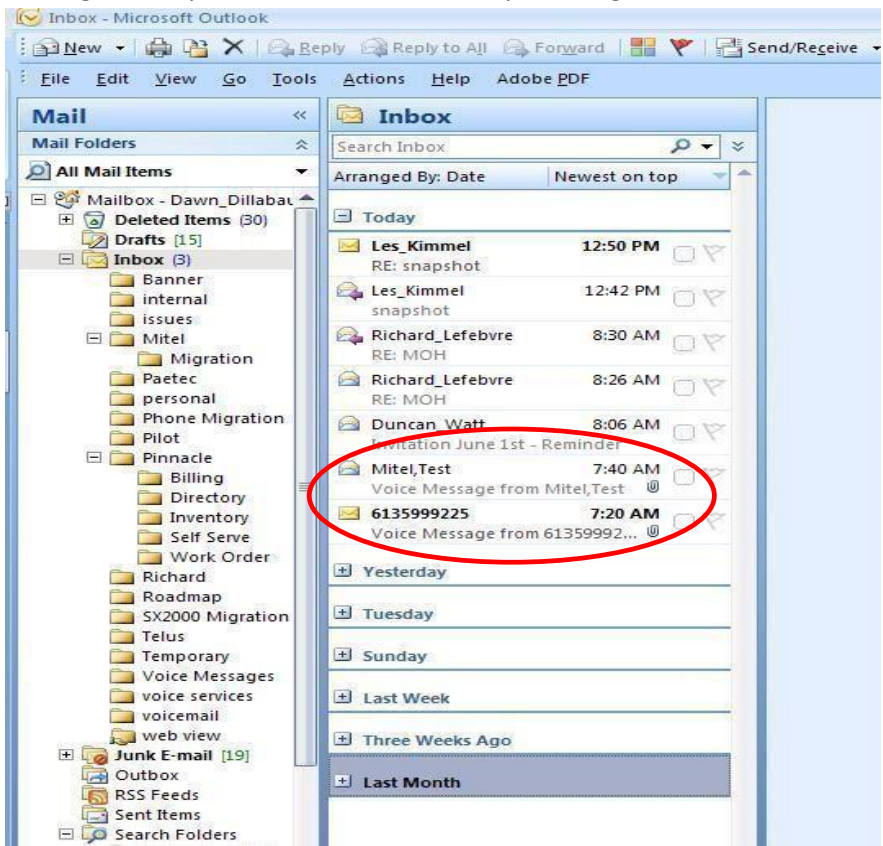 Inbox - Microsoft Outlook
New Reply Reply to All Forward Send/Receive
File Edit View Go Tools Actions Help Adobe PDF
Mail «
Mail Folders
All Mail Items
Mailbox - Dawn_Dillabau
Deleted Items (30)
Drafts [15]
Inbox (3)
Banner
internal
issues
Mitel
Migration
Paetec
personal
Phone Migration
Pilot
Pinnacle
Billing
Directory
Inventory
Self Serve
Work Order
Richard
Roadmap
SX2000 Migration
Telus
Temporary
Voice Messages
voice services
voicemail
web view
Junk E-mail [19]
Outbox
RSS Feeds
Sent Items
Search Folders
Inbox
Search Inbox
Arranged By: Date Newest on top
Today
Les_Kimmel 12:50 PM
RE: snapshot
Les_Kimmel 12:42 PM
snapshot
Richard_Lefebvre 8:30 AM
RE: MOH
Richard_Lefebvre 8:26 AM
RE: MOH
Duncan_Watt 8:06 AM
Invitation June 1st - Reminder
Mitel,Test 7:40 AM
Voice Message from Mitel,Test
6135999225 7:20 AM
Voice Message from 61359992...
Yesterday
Tuesday
Sunday
Last Week
Three Weeks Ago
Last Month